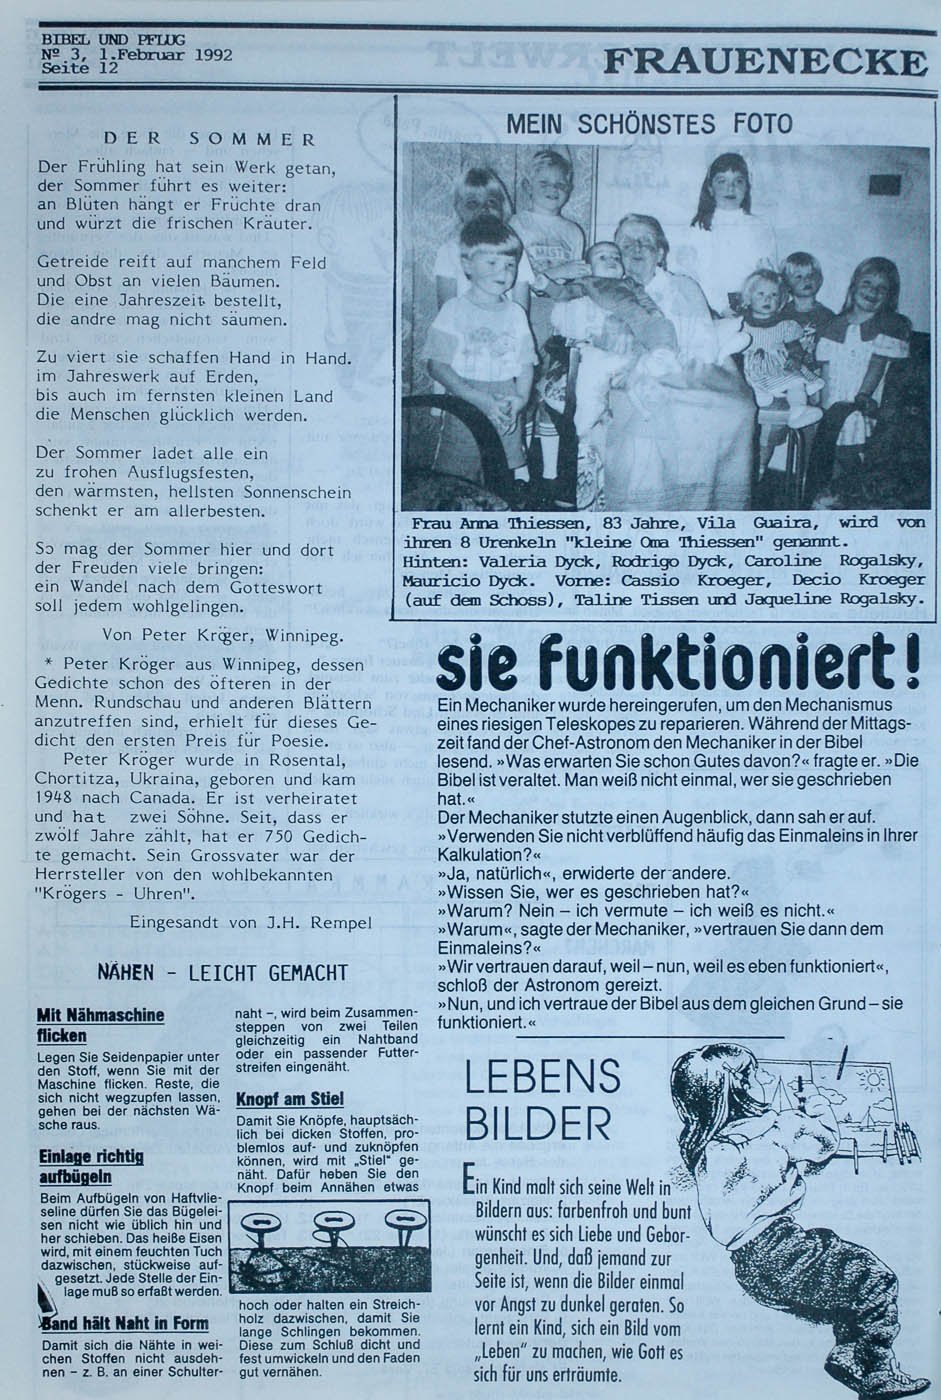 BIBEL UND PFLUG
Nº 3, 1.Februar 1992
Seite 12
FRAUENECKE
DER SOMMER
Der Frühling hat sein Werk getan,
der Sommer führt es weiter:
an Blüten hängt er Früchte dran
und würzt die frischen Kräuter.
Getreide reift auf manchem Feld
und Obst an vielen Bäumen.
Die eine Jahreszeit bestellt,
die andre mag nicht säumen.
Zu viert sie schaffen Hand in Hand.
im Jahreswerk auf Erden,
bis auch im fernsten kleinen Land
die Menschen glücklich werden.
Der Sommer ladet alle ein
zu frohen Ausflugsfesten,
den wärmsten, hellsten Sonnenschein
schenkt er am allerbesten.
So mag der Sommer hier und dort
der Freuden viele bringen:
ein Wandel nach dem Gotteswort
soll jedem wohlgelingen.
Von Peter Kröger, Winnipeg.
* Peter Kröger aus Winnipeg, dessen
Gedichte schon des öfteren in der
Menn. Rundschau und anderen Blättern
anzutreffen sind, erhielt für dieses Ge-
dicht den ersten Preis für Poesie.
Peter Kröger wurde in Rosental,
Chortitza, Ukraina, geboren und kam
1948 nach Canada. Er ist verheiratet
und hat zwei Söhne. Seit, dass er
zwölf Jahre zählt, hat er 750 Gedich-
te gemacht. Sein Grossvater war der
Herrsteller von den wohlbekannten
"Krögers - Uhren".
Eingesandt von J.H. Rempel
NÄHEN - LEICHT GEMACHT
Mit Nähmaschine
flicken
Legen Sie Seidenpapier unter
den Stoff, wenn Sie mit der
Maschine flicken. Reste, die
sich nicht wegzupfen lassen,
gehen bei der nächsten Wä-
sche raus.
Einlage richtig
aufbügeln
Beim Aufbügeln von Haftvlie-
seline dürfen Sie das Bügelei-
sen nicht wie üblich hin und
her schieben. Das heiße Eisen
wird, mit einem feuchten Tuch
dazwischen, stückweise auf-
gesetzt. Jede Stelle der Ein-
lage muß so erfaßt werden.
Band hält Naht in Form
Damit sich die Nähte in wei-
chen Stoffen nicht ausdeh-
nen - z. B. an einer Schulter-
naht –, wird beim Zusammen-
steppen von zwei Teilen
gleichzeitig ein Nahtband
oder ein passender Futter-
streifen eingenäht.
Knopf am Stiel
Damit Sie Knöpfe, hauptsäch-
lich bei dicken Stoffen, pro-
blemlos auf- und zuknöpfen
können, wird mit „Stiel" ge-
näht. Dafür heben Sie den
Knopf beim Annähen etwas
hoch oder halten ein Streich-
holz dazwischen, damit Sie
lange Schlingen bekommen.
Diese zum Schluß dicht und
fest umwickeln und den Faden
gut vernähen.
MEIN SCHÖNSTES FOTO
Frau Anna Thiessen, 83 Jahre, Vila Guaira, wird von
ihren 8 Urenkeln "kleine Oma Thiessen" genannt.
Hinten: Valeria Dyck, Rodrigo Dyck, Caroline Rogalsky,
Mauricio Dyck. Vorne: Cassio Kroeger, Decio Kroeger
(auf dem Schoss), Taline Tissen und Jaqueline Rogalsky.
sie funktioniert!
Ein Mechaniker wurde hereingerufen, um den Mechanismus
eines riesigen Teleskopes zu reparieren. Während der Mittags-
zeit fand der Chef-Astronom den Mechaniker in der Bibel
lesend. »Was erwarten Sie schon Gutes davon?« fragte er. »Die
Bibel ist veraltet. Man weiß nicht einmal, wer sie geschrieben
hat.«
Der Mechaniker stutzte einen Augenblick, dann sah er auf.
»Verwenden Sie nicht verblüffend häufig das Einmaleins in Ihrer
Kalkulation?«
»Ja, natürlich«, erwiderte der andere.
»Wissen Sie, wer es geschrieben hat?«
»Warum? Nein – ich vermute – ich weiß es nicht.«
»Warum«, sagte der Mechaniker, »vertrauen Sie dann dem
Einmaleins?«
»Wir vertrauen darauf, weil – nun, weil es eben funktioniert«,
schloß der Astronom gereizt.
»Nun, und ich vertraue der Bibel aus dem gleichen Grund – sie
funktioniert.«
LEBENS
BILDER
Ein Kind malt sich seine Welt in
Bildern aus: farbenfroh und bunt
wünscht es sich Liebe und Gebor-
genheit. Und, daß jemand zur
Seite ist, wenn die Bilder einmal
vor Angst zu dunkel geraten. So
lernt ein Kind, sich ein Bild vom
„Leben" zu machen, wie Gott es
sich für uns erträumte.